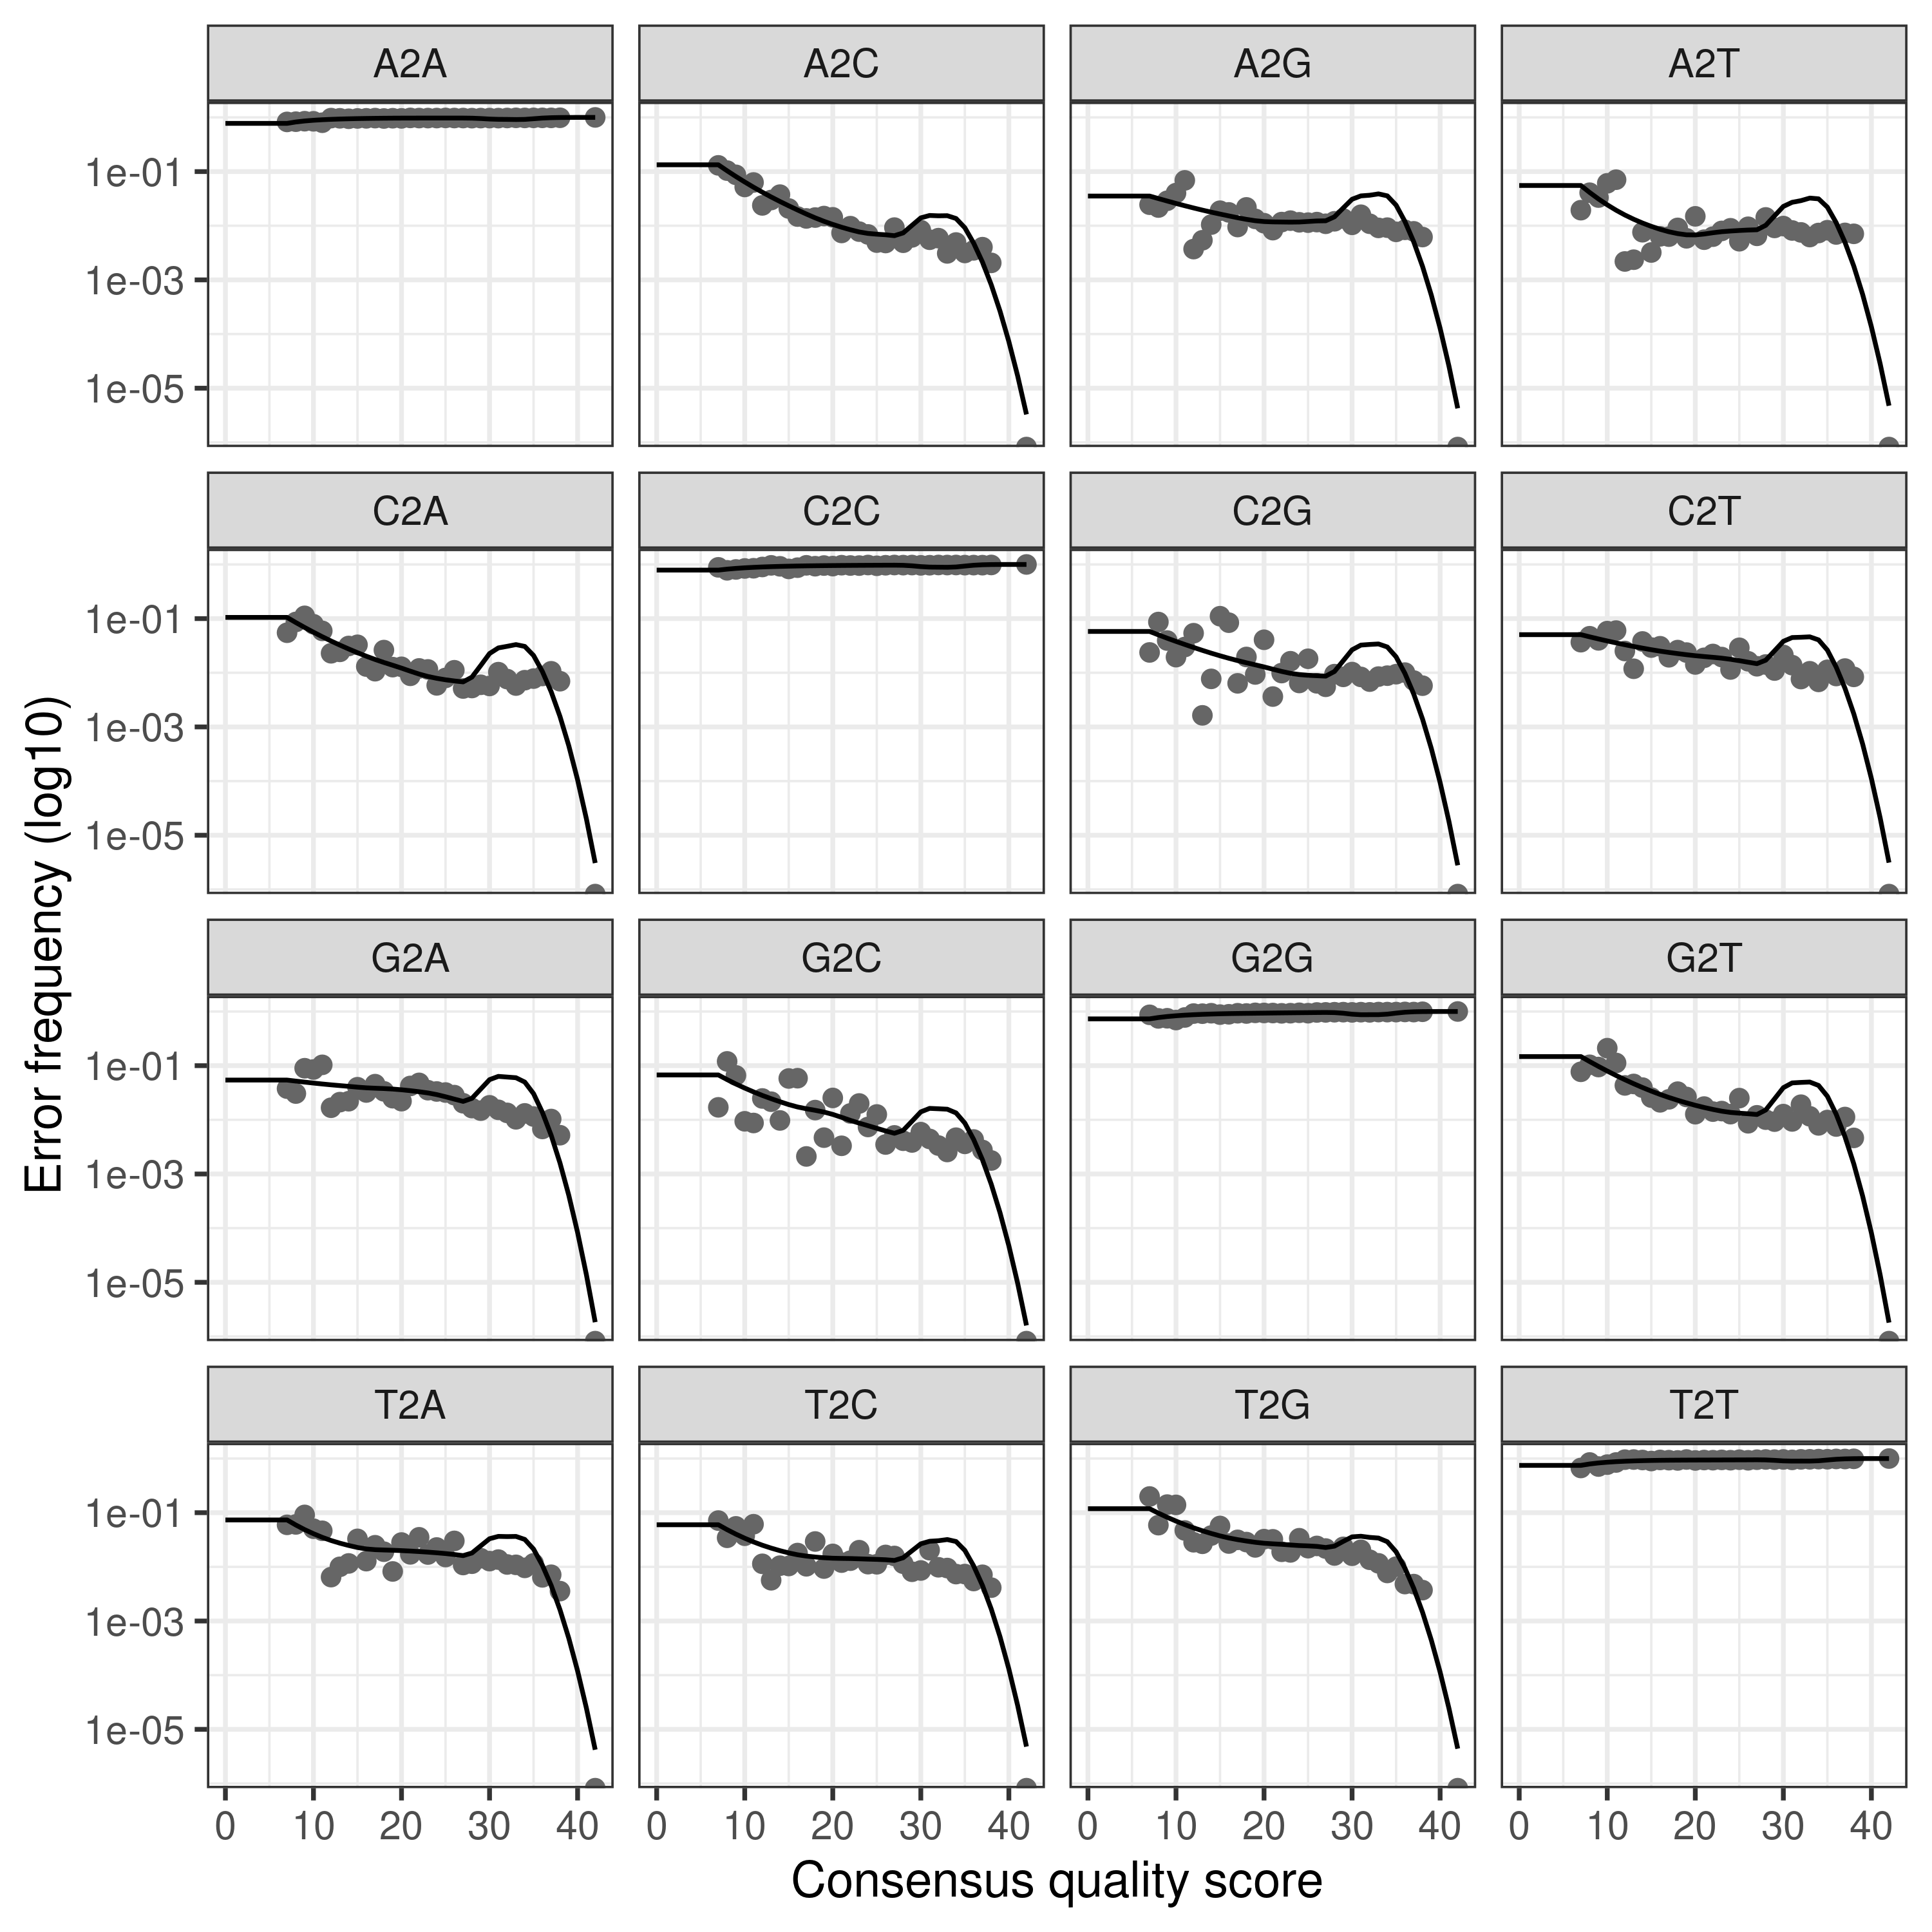 A2A A2C A2G A2T
1e-01
1e-03
1e-05
C2A C2C C2G C2T
1e-01
1e-03
1e-05
G2A G2C G2G G2T
1e-01
1e-03
1e-05
T2A T2C T2G T2T
1e-01
1e-03
1e-05
0 10 20 30 40 0 10 20 30 40 0 10 20 30 40 0 10 20 30 40
Consensus quality score
Error frequency (log10)